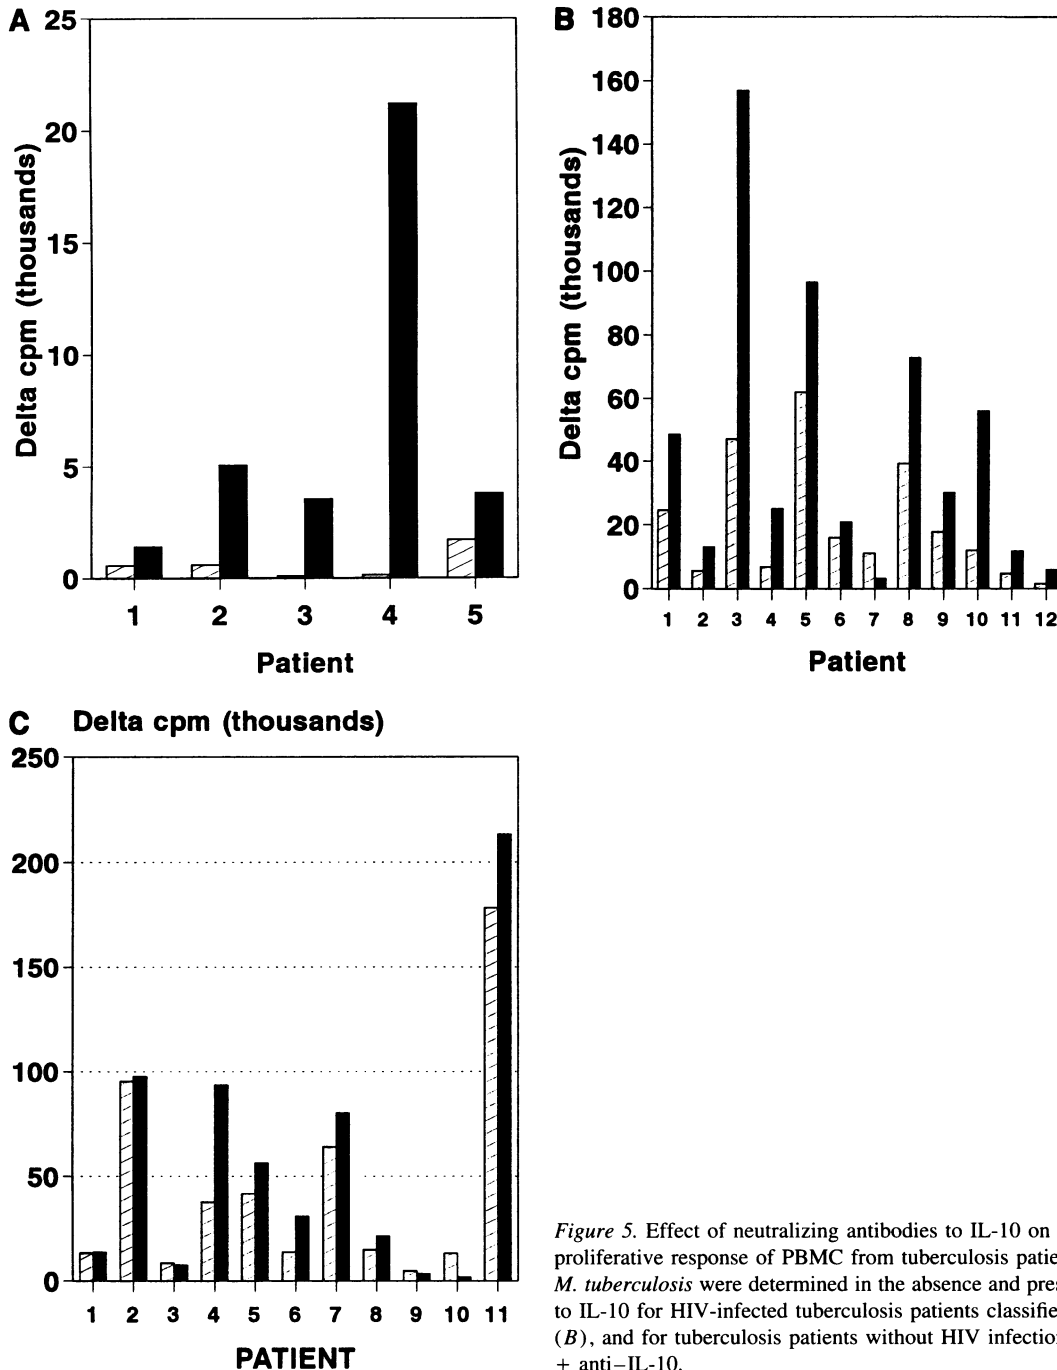 A
Delta cpm (thousands)
25
20
15
10
5
0
1 2 3 4 5
Patient
B
Delta cpm (thousands)
180
160
140
120
100
80
60
40
20
0
1 2 3 4 5 6 7 8 9 10 11 12
Patient
C Delta cpm (thousands)
250
200
150
100
50
0
1 2 3 4 5 6 7 8 9 10 11
PATIENT
Figure 5. Effect of neutralizing antibodies to IL-10 on
proliferative response of PBMC from tuberculosis patie
M. tuberculosis were determined in the absence and pres
to IL-10 for HIV-infected tuberculosis patients classifie
(B), and for tuberculosis patients without HIV infection
+ anti–IL-10.